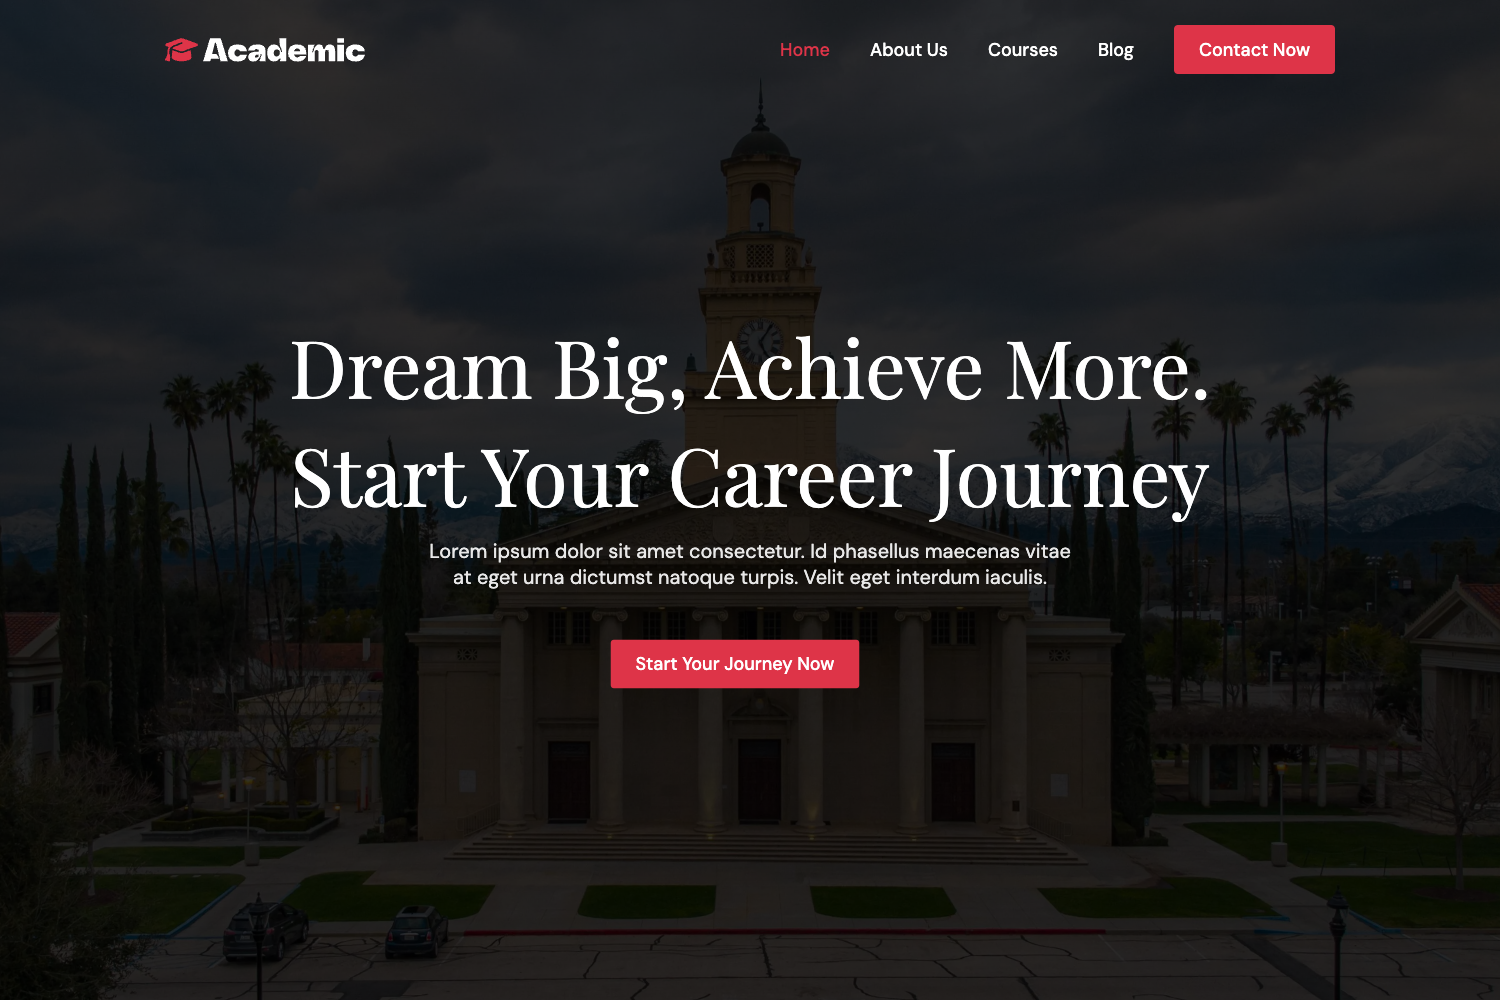 Academic
Home
About Us
Courses
Blog
Contact Now
Dream Big, Achieve More.
Start Your Career Journey
Lorem ipsum dolor sit amet consectetur. Id phasellus maecenas vitae
at eget urna dictumst natoque turpis. Velit eget interdum iaculis.
Start Your Journey Now